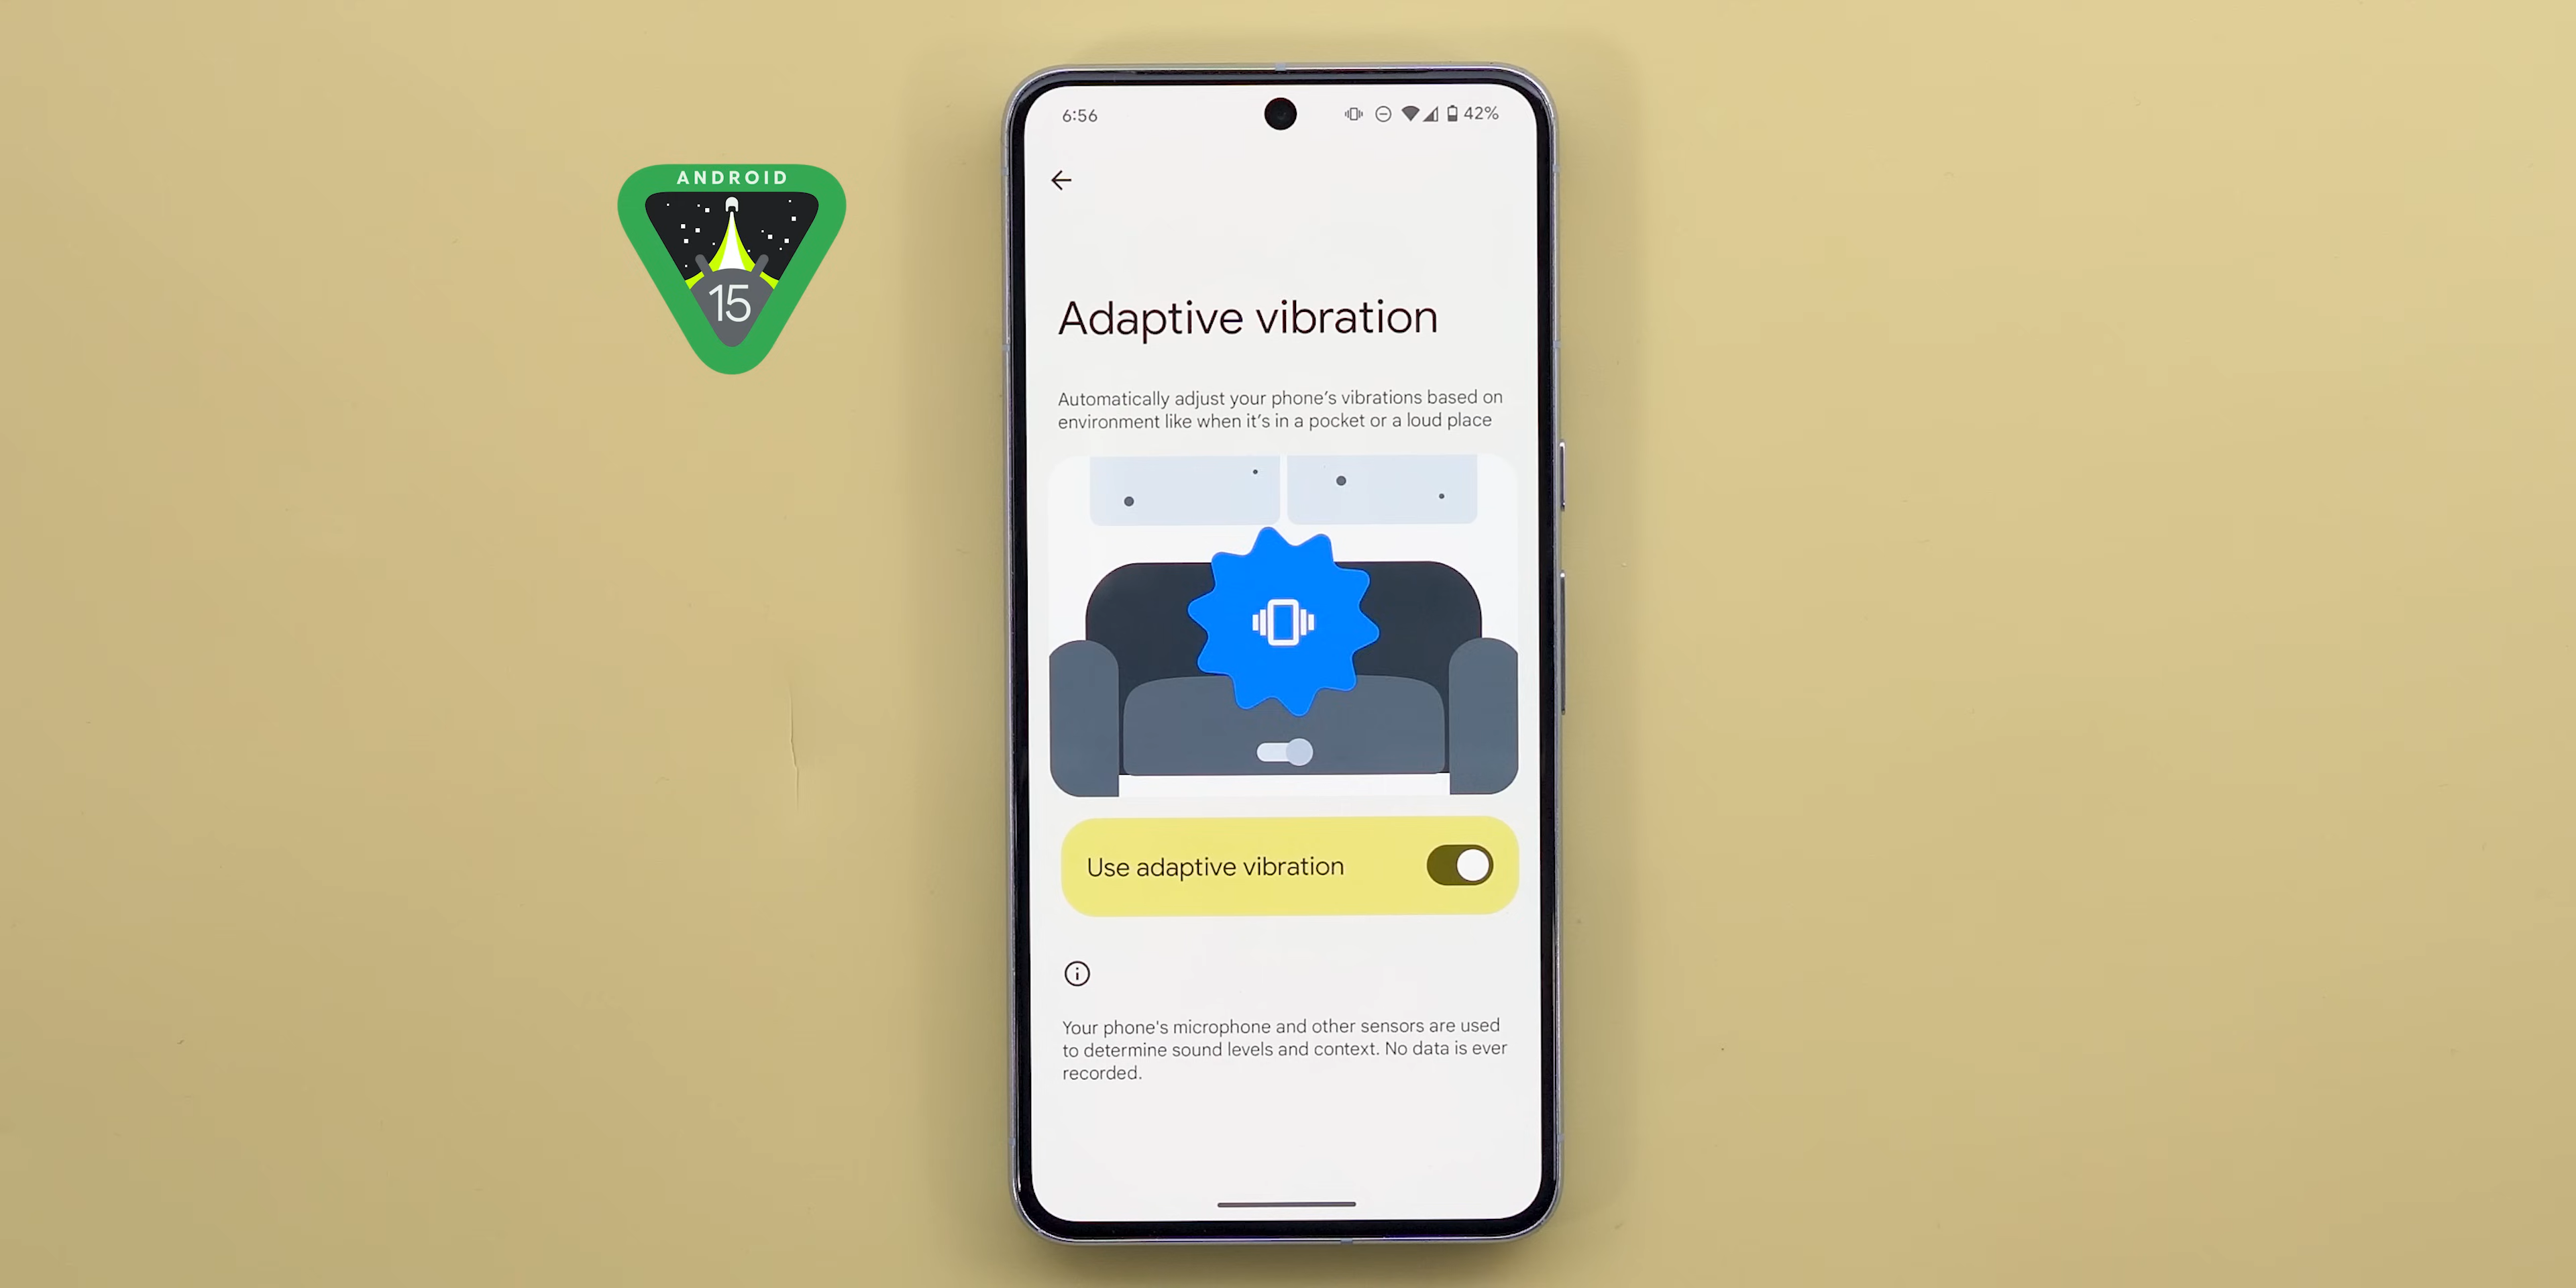 ANDROID
15
6:56
42%
Adaptive vibration
Automatically adjust your phone’s vibrations based on
environment like when it’s in a pocket or a loud place
Use adaptive vibration
Your phone's microphone and other sensors are used
to determine sound levels and context. No data is ever
recorded.